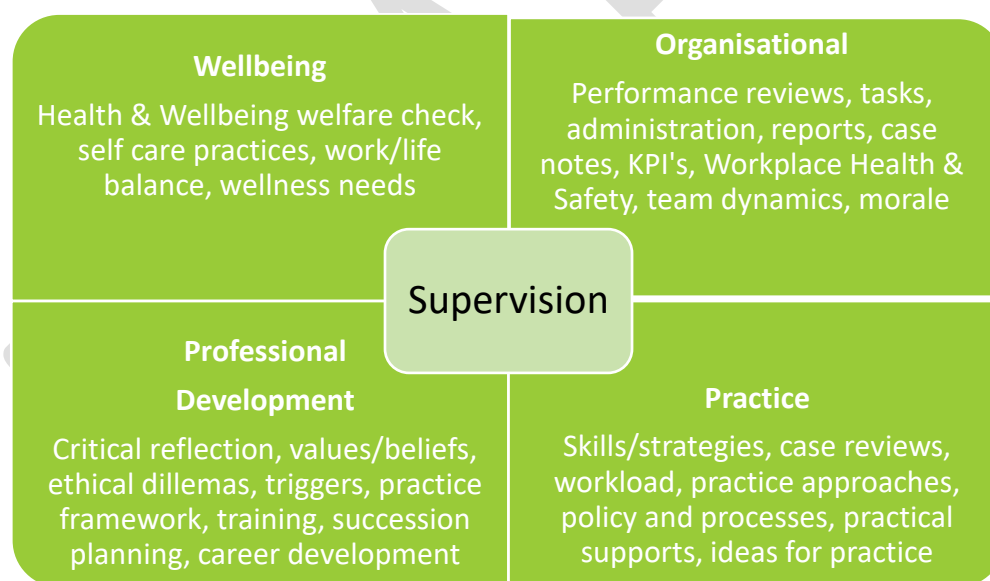 Wellbeing
Health & Wellbeing welfare check,
self care practices, work/life
balance, wellness needs
Organisational
Performance reviews, tasks,
administration, reports, case
notes, KPI's, Workplace Health &
Safety, team dynamics, morale
Supervision
Professional
Development
Critical reflection, values/beliefs,
ethical dillemas, triggers, practice
framework, training, succession
planning, career development
Practice
Skills/strategies, case reviews,
workload, practice approaches,
policy and processes, practical
supports, ideas for practice